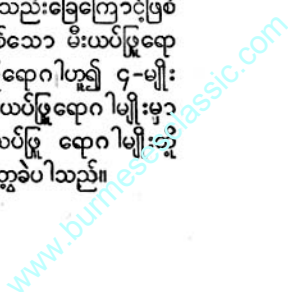 သည်းခြေကြောင့်ဖြစ်
သော မီးယပ်ဖြူရော
ရောဂါဟူ၍ ၄-မျိုး
ယပ်ဖြူရောဂါမျိုးမှာ
ယပ်ဖြူ ရောဂါမျိုးတို့
တွေ့ခဲပါသည်။
www.burmeseclassic.com